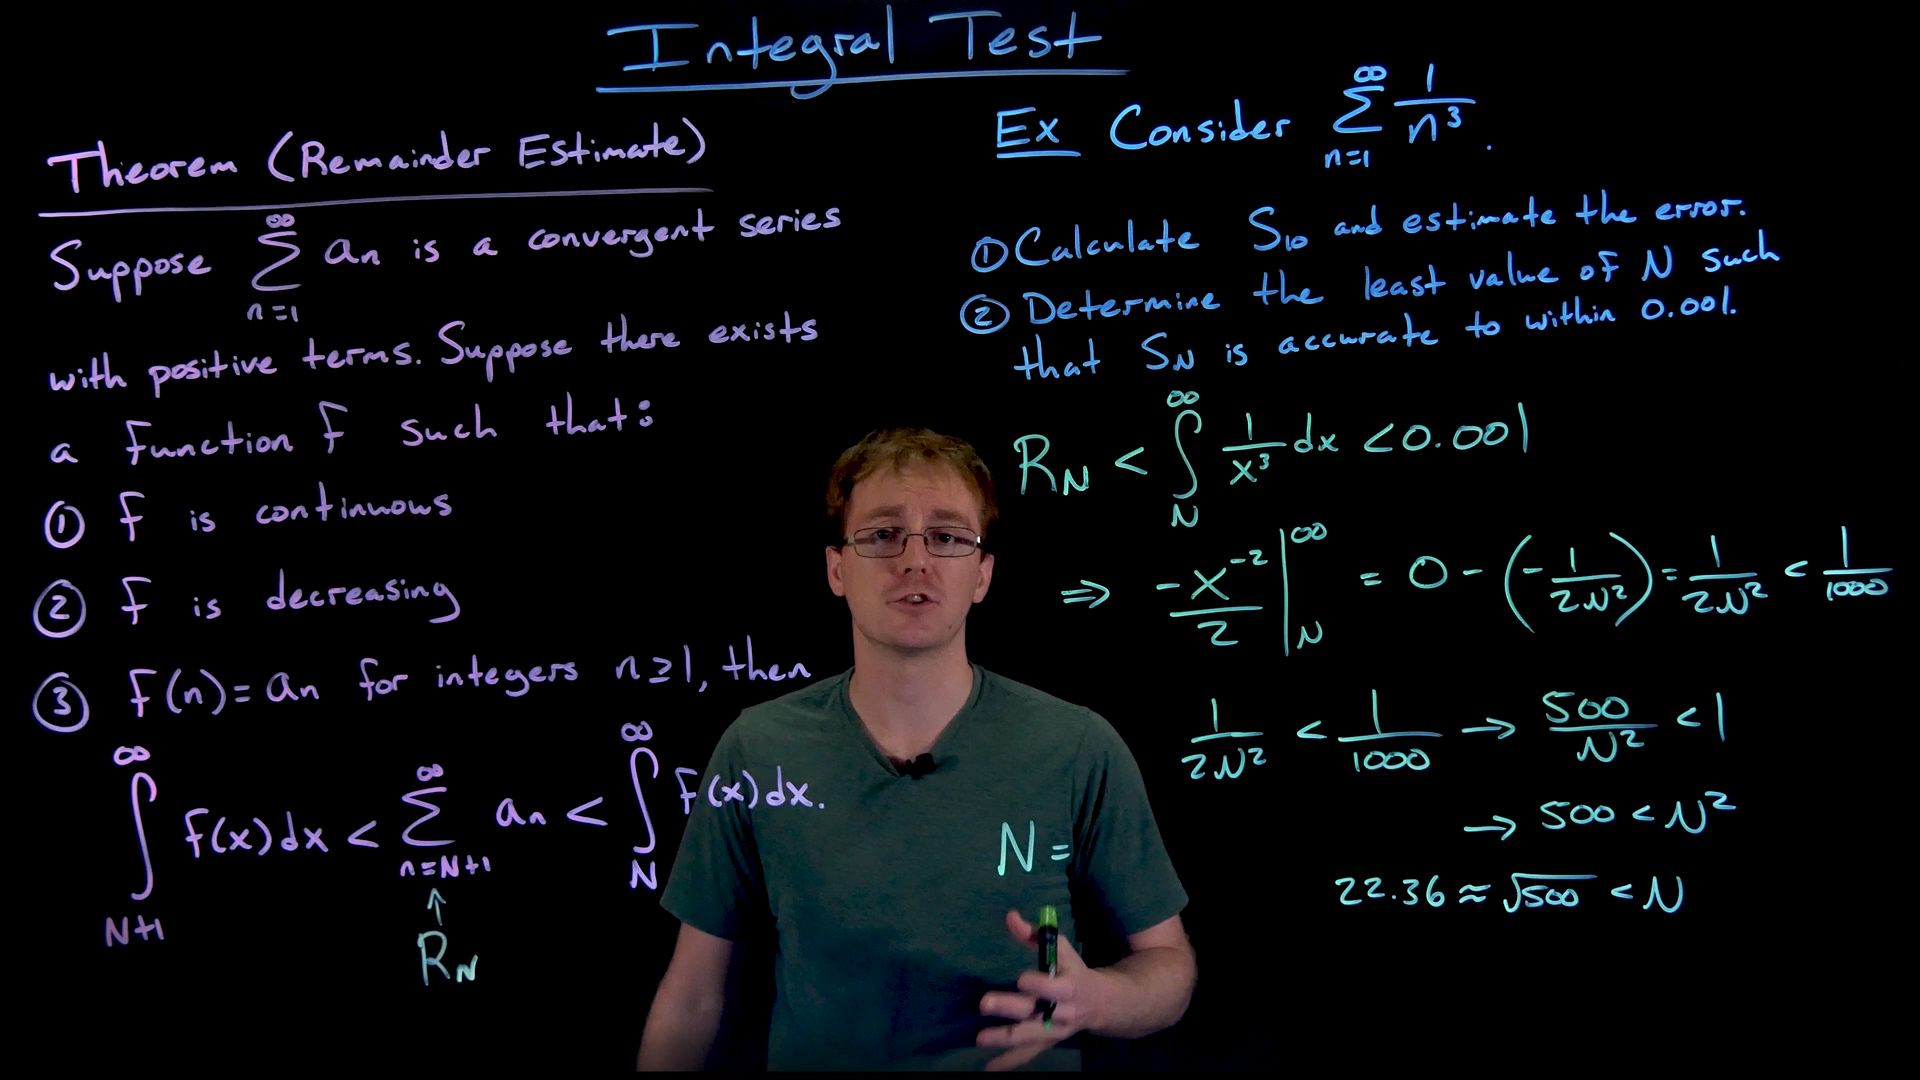 Integral Test
Theorem (Remainder Estimate)
Suppose ∞ ∑ n=1 an is a convergent series
with positive terms. Suppose there exists
a function f such that:
① f is continuous
② f is decreasing
③ f(n)=an for integers n≥1, then
∞ ∫ N+1 f(x)dx < ∞ ∑ n=N+1 an < ∞ ∫ N f(x)dx.
↑
RN
Ex Consider ∞ ∑ n=1 1/n³.
① Calculate S10 and estimate the error.
② Determine the least value of N such
that SN is accurate to within 0.001.
RN < ∞ ∫ N 1/x³ dx < 0.001
⇒ -x⁻²/2 |∞ N = 0 - (-1/2N²) = 1/2N² < 1/1000
1/2N² < 1/1000 → 500/N² < 1
→ 500 < N²
N =
22.36 ≈ √500 < N